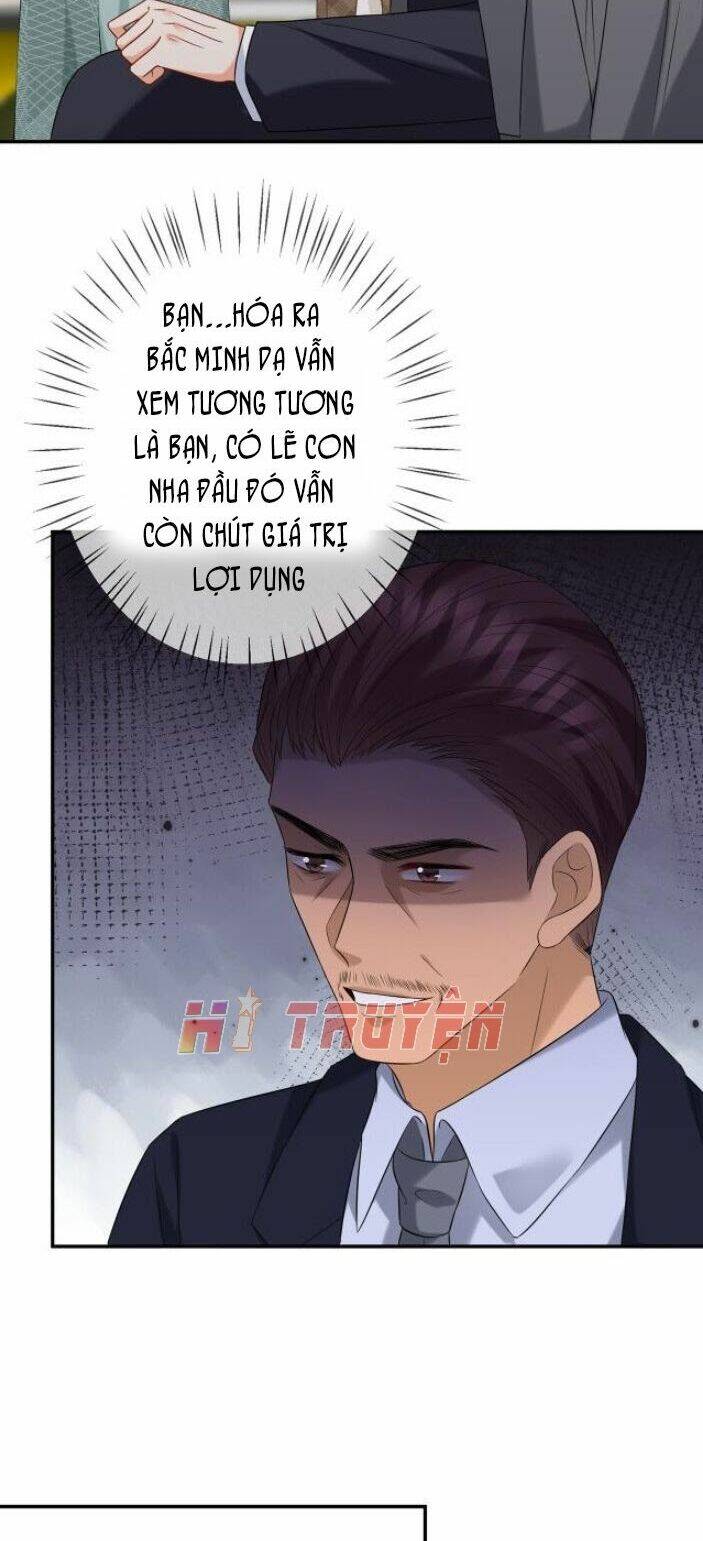 BẠN...HÓA RA
BẮC MINH DẠ VẪN
XEM TƯƠNG TƯƠNG
LÀ BẠN, CÓ LẼ CON
NHA ĐẦU ĐÓ VẪN
CÒN CHÚT GIÁ TRỊ
LỢI DỤNG
HI TRUYỆN